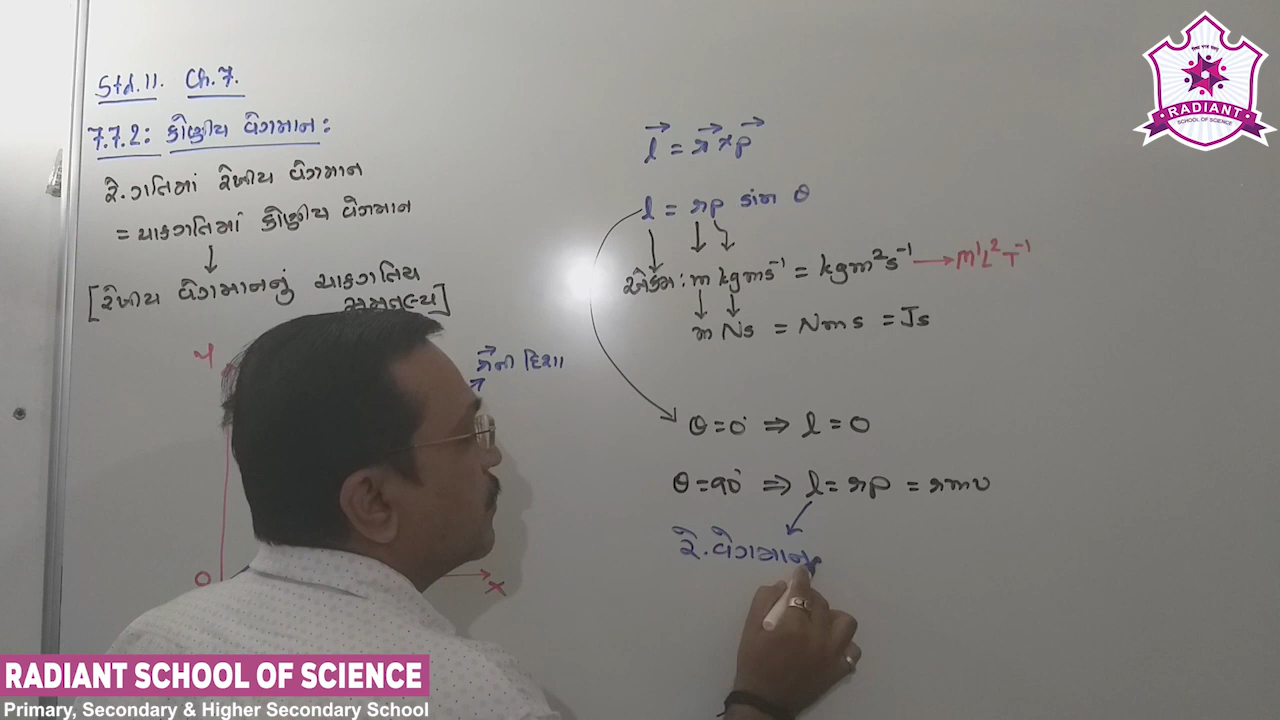 Std.11. Ch.7.
7.7.2: કોણીય વેગમાન:
રે.ગતિમાં રેખીય વેગમાન
= ચાકગતિમાં કોણીય વેગમાન
↓
[રેખીય વેગમાનનું ચાકગતિય
સમતુલ્ય]
Y
r⃗ની દિશા
O
X
l⃗ = r⃗ × p⃗
l = rp sin θ
એકમ: m kgms⁻¹ = kgm²s⁻¹ → M¹L²T⁻¹
m Ns = Nms = Js
θ=0° ⇒ l = 0
θ=90° ⇒ l = rp = rmv
રે.વેગમાન
RADIANT
SCHOOL OF SCIENCE
RADIANT SCHOOL OF SCIENCE
Primary, Secondary & Higher Secondary School